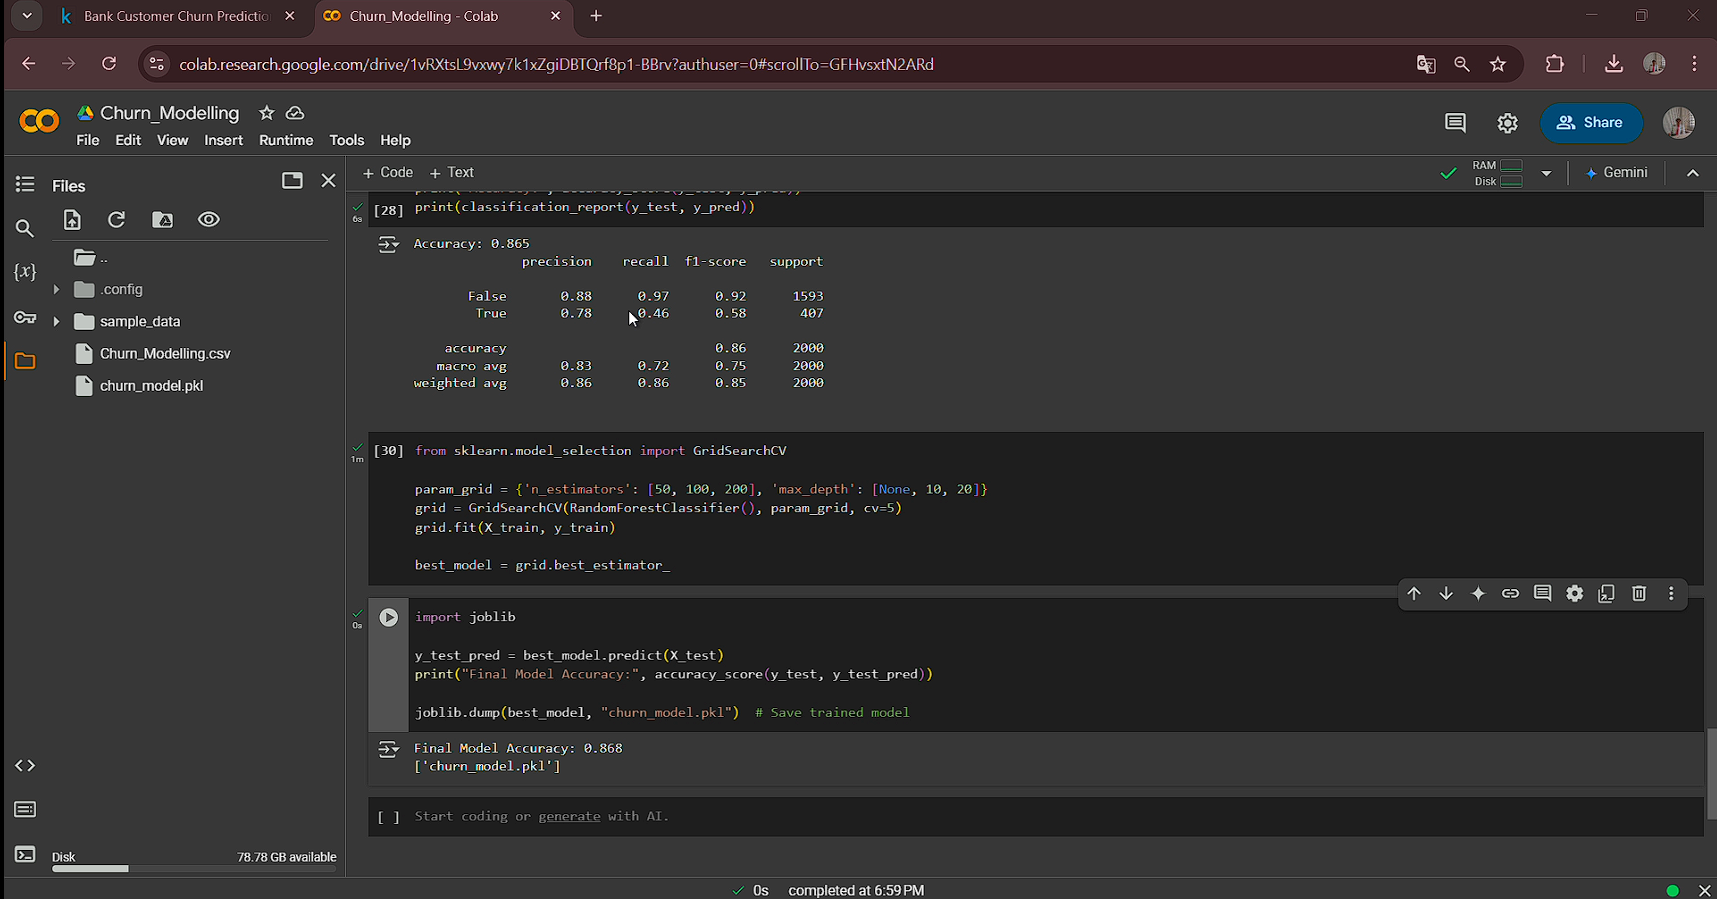 Bank Customer Churn Predictio
Churn_Modelling - Colab
colab.research.google.com/drive/1vRXtsL9vxwy7k1xZgiDBTQrf8p1-BBrv?authuser=0#scrollTo=GFHvsxtN2ARd
Churn_Modelling
File Edit View Insert Runtime Tools Help
Share
Files
+ Code + Text
RAM
Disk
Gemini
..
.config
sample_data
Churn_Modelling.csv
churn_model.pkl
6s
[28] print(classification_report(y_test, y_pred))
Accuracy: 0.865
precision recall f1-score support
False 0.88 0.97 0.92 1593
True 0.78 0.46 0.58 407
accuracy 0.86 2000
macro avg 0.83 0.72 0.75 2000
weighted avg 0.86 0.86 0.85 2000
1m
[30] from sklearn.model_selection import GridSearchCV
param_grid = {'n_estimators': [50, 100, 200], 'max_depth': [None, 10, 20]}
grid = GridSearchCV(RandomForestClassifier(), param_grid, cv=5)
grid.fit(X_train, y_train)
best_model = grid.best_estimator_
0s
import joblib
y_test_pred = best_model.predict(X_test)
print("Final Model Accuracy:", accuracy_score(y_test, y_test_pred))
joblib.dump(best_model, "churn_model.pkl") # Save trained model
Final Model Accuracy: 0.868
['churn_model.pkl']
[ ] Start coding or generate with AI.
Disk 78.78 GB available
0s completed at 6:59 PM